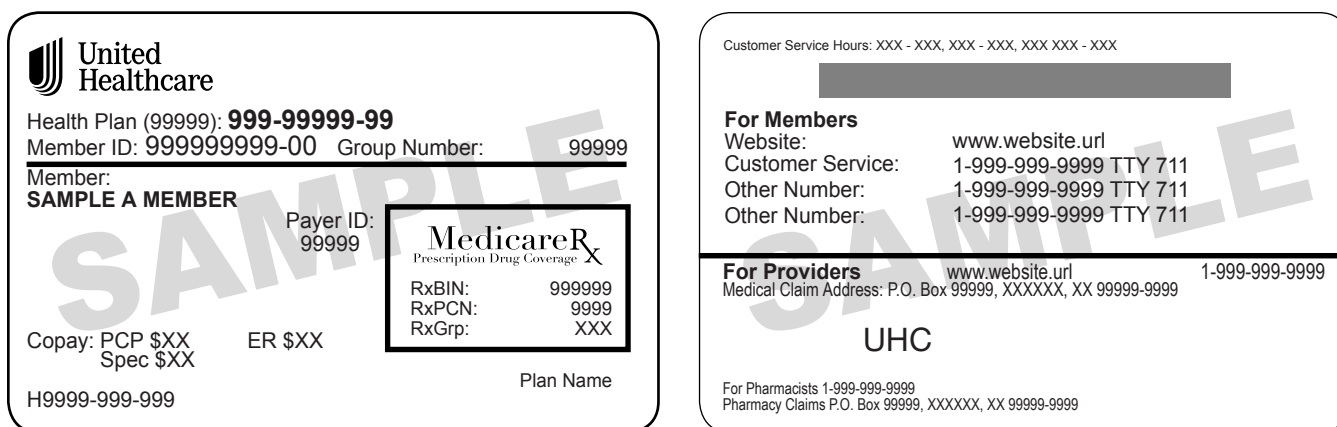 United
Healthcare
Health Plan (99999): 999-99999-99
Member ID: 999999999-00 Group Number: 99999
Member:
SAMPLE A MEMBER
Payer ID:
99999
MedicareRx
Prescription Drug Coverage
RxBIN: 999999
RxPCN: 9999
RxGrp: XXX
Copay: PCP $XX ER $XX
Spec $XX
Plan Name
H9999-999-999
SAMPLE
Customer Service Hours: XXX - XXX, XXX - XXX, XXX XXX - XXX
For Members
Website: www.website.url
Customer Service: 1-999-999-9999 TTY 711
Other Number: 1-999-999-9999 TTY 711
Other Number: 1-999-999-9999 TTY 711
For Providers www.website.url 1-999-999-9999
Medical Claim Address: P.O. Box 99999, XXXXXX, XX 99999-9999
UHC
For Pharmacists 1-999-999-9999
Pharmacy Claims P.O. Box 99999, XXXXXX, XX 99999-9999
SAMPLE